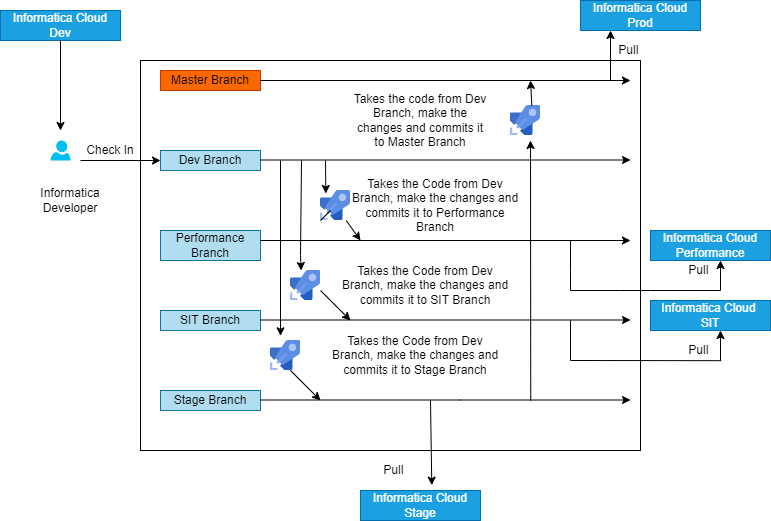 Informatica Cloud
Dev
Informatica Cloud
Prod
Pull
Master Branch
Takes the code from Dev
Branch, make the
changes and commits it
to Master Branch
Check In
Dev Branch
Informatica
Developer
Takes the Code from Dev
Branch, make the changes and
commits it to Performance
Branch
Performance
Branch
Informatica Cloud
Performance
Pull
Takes the Code from Dev
Branch, make the changes and
commits it to SIT Branch
SIT Branch
Informatica Cloud
SIT
Pull
Takes the Code from Dev
Branch, make the changes and
commits it to Stage Branch
Stage Branch
Pull
Informatica Cloud
Stage